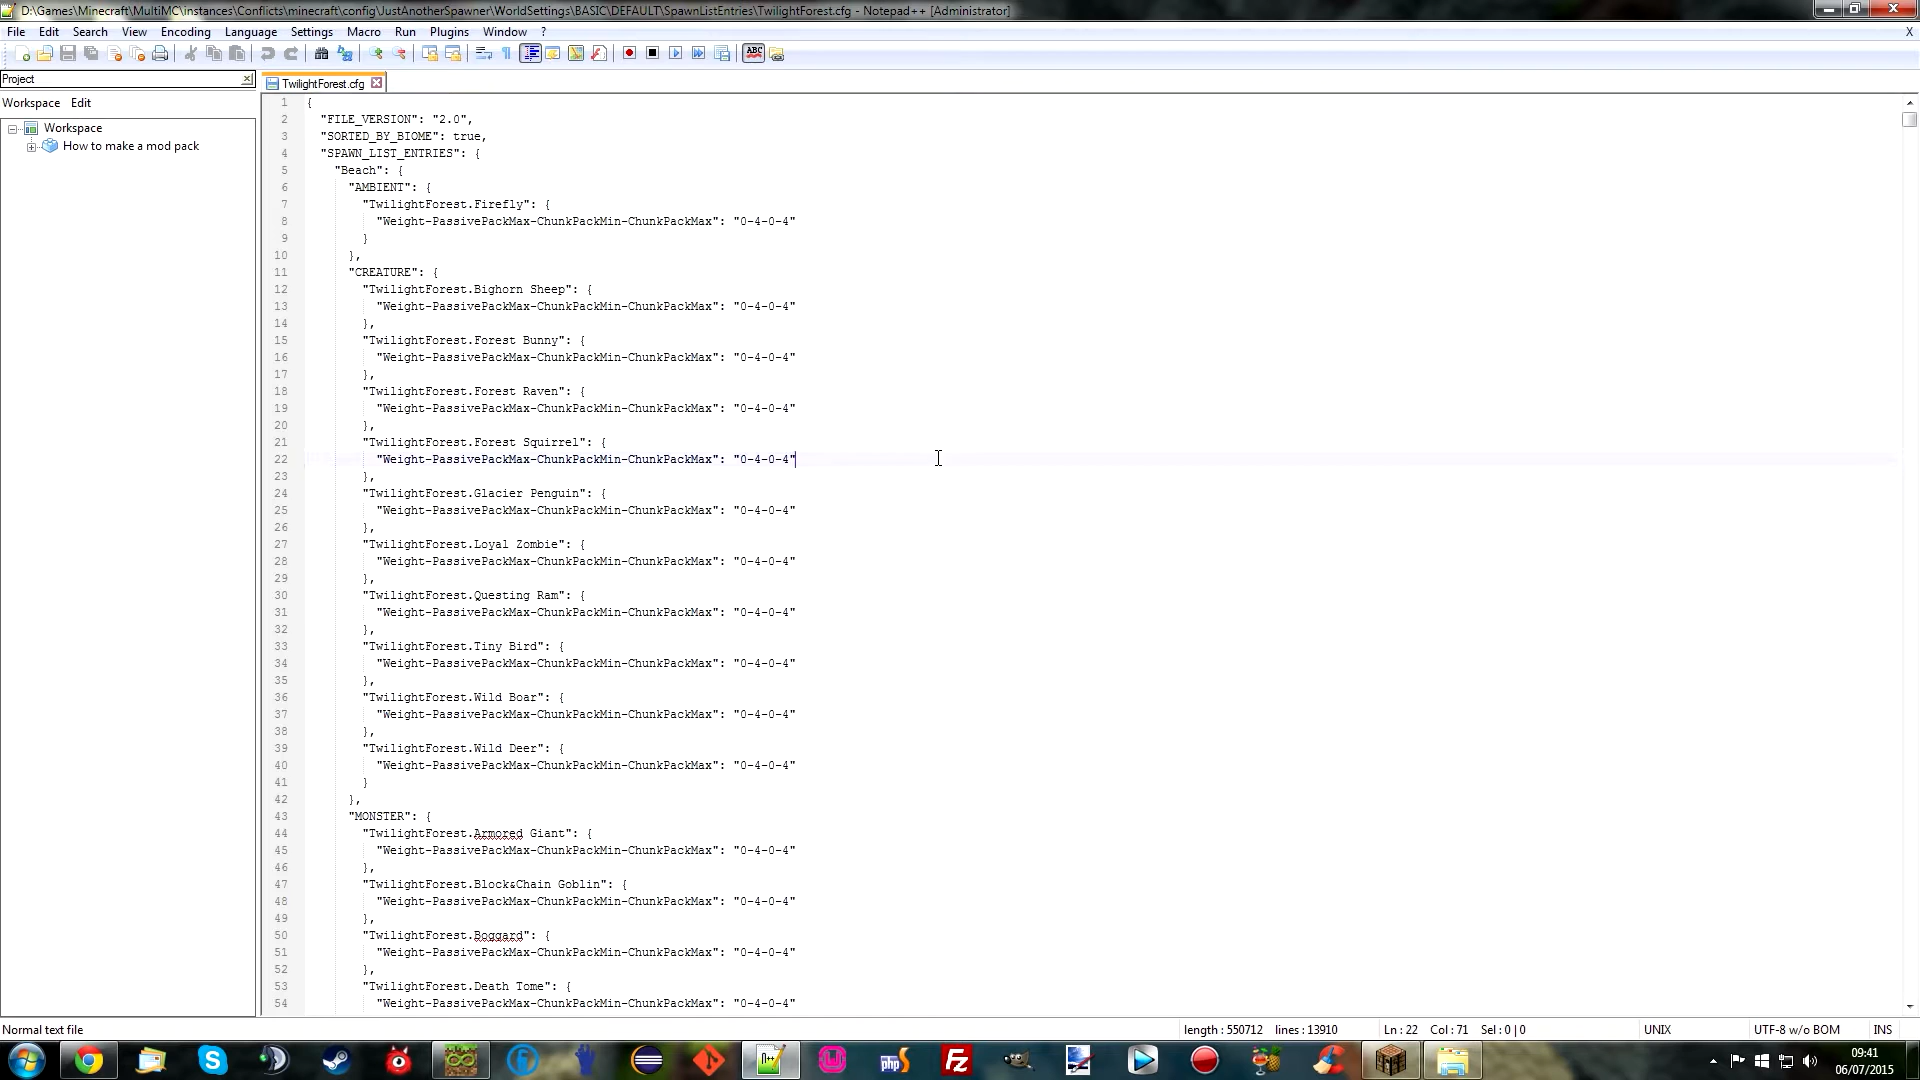 D:\Games\Minecraft\MultiMC\instances\Conflicts\minecraft\config\JustAnotherSpawner\WorldSettings\BASIC\DEFAULT\SpawnListEntries\TwilightForest.cfg - Notepad++ [Administrator]
File Edit Search View Encoding Language Settings Macro Run Plugins Window ? X
ABC
Project
TwilightForest.cfg
Workspace Edit
Workspace
How to make a mod pack
1 {
2 "FILE_VERSION": "2.0",
3 "SORTED_BY_BIOME": true,
4 "SPAWN_LIST_ENTRIES": {
5 "Beach": {
6 "AMBIENT": {
7 "TwilightForest.Firefly": {
8 "Weight-PassivePackMax-ChunkPackMin-ChunkPackMax": "0-4-0-4"
9 }
10 },
11 "CREATURE": {
12 "TwilightForest.Bighorn Sheep": {
13 "Weight-PassivePackMax-ChunkPackMin-ChunkPackMax": "0-4-0-4"
14 },
15 "TwilightForest.Forest Bunny": {
16 "Weight-PassivePackMax-ChunkPackMin-ChunkPackMax": "0-4-0-4"
17 },
18 "TwilightForest.Forest Raven": {
19 "Weight-PassivePackMax-ChunkPackMin-ChunkPackMax": "0-4-0-4"
20 },
21 "TwilightForest.Forest Squirrel": {
22 "Weight-PassivePackMax-ChunkPackMin-ChunkPackMax": "0-4-0-4"
23 },
24 "TwilightForest.Glacier Penguin": {
25 "Weight-PassivePackMax-ChunkPackMin-ChunkPackMax": "0-4-0-4"
26 },
27 "TwilightForest.Loyal Zombie": {
28 "Weight-PassivePackMax-ChunkPackMin-ChunkPackMax": "0-4-0-4"
29 },
30 "TwilightForest.Questing Ram": {
31 "Weight-PassivePackMax-ChunkPackMin-ChunkPackMax": "0-4-0-4"
32 },
33 "TwilightForest.Tiny Bird": {
34 "Weight-PassivePackMax-ChunkPackMin-ChunkPackMax": "0-4-0-4"
35 },
36 "TwilightForest.Wild Boar": {
37 "Weight-PassivePackMax-ChunkPackMin-ChunkPackMax": "0-4-0-4"
38 },
39 "TwilightForest.Wild Deer": {
40 "Weight-PassivePackMax-ChunkPackMin-ChunkPackMax": "0-4-0-4"
41 }
42 },
43 "MONSTER": {
44 "TwilightForest.Armored Giant": {
45 "Weight-PassivePackMax-ChunkPackMin-ChunkPackMax": "0-4-0-4"
46 },
47 "TwilightForest.Block&Chain Goblin": {
48 "Weight-PassivePackMax-ChunkPackMin-ChunkPackMax": "0-4-0-4"
49 },
50 "TwilightForest.Boggard": {
51 "Weight-PassivePackMax-ChunkPackMin-ChunkPackMax": "0-4-0-4"
52 },
53 "TwilightForest.Death Tome": {
54 "Weight-PassivePackMax-ChunkPackMin-ChunkPackMax": "0-4-0-4"
Normal text file length : 550712 lines : 13910 Ln : 22 Col : 71 Sel : 0 | 0 UNIX UTF-8 w/o BOM INS
php
FZ
09:41
06/07/2015